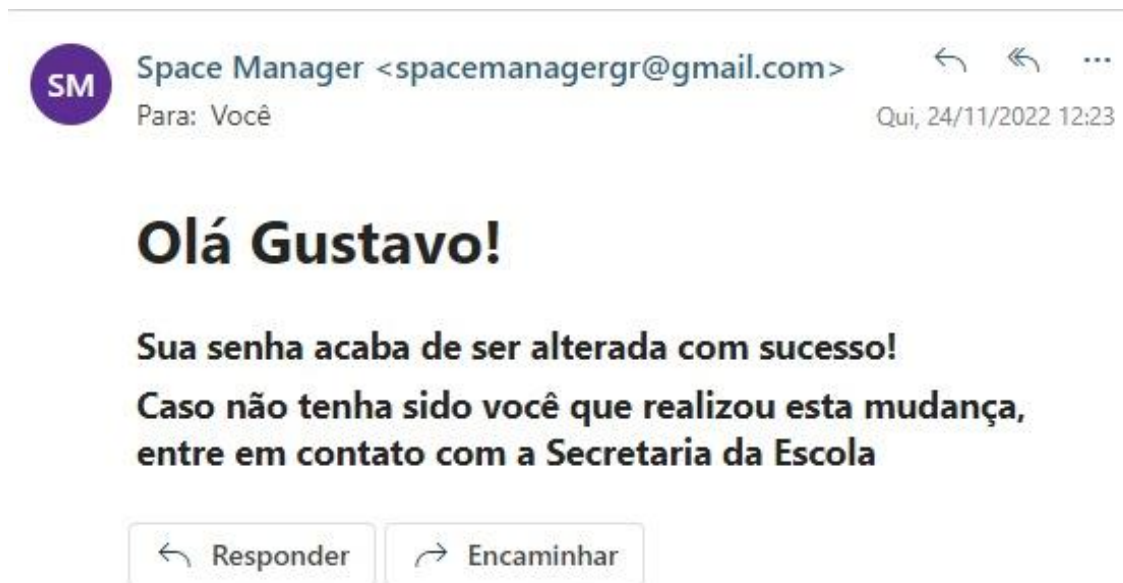 SM
Space Manager <spacemanagergr@gmail.com>
Para: Você
Qui, 24/11/2022 12:23
Olá Gustavo!
Sua senha acaba de ser alterada com sucesso!
Caso não tenha sido você que realizou esta mudança,
entre em contato com a Secretaria da Escola
Responder
Encaminhar